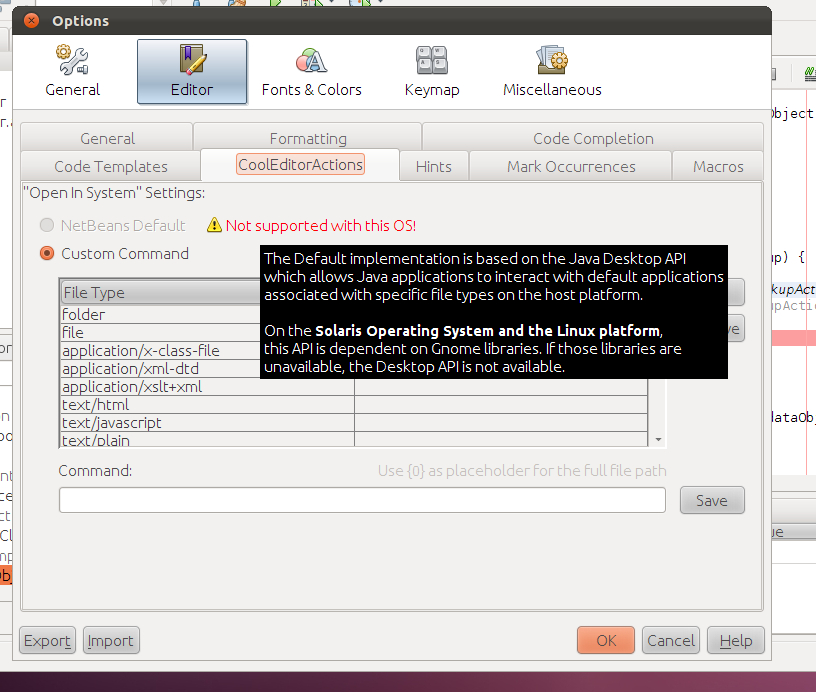 Options
General
Editor
Fonts & Colors
Keymap
Miscellaneous
General
Formatting
Code Completion
Code Templates
CoolEditorActions
Hints
Mark Occurrences
Macros
"Open In System" Settings:
NetBeans Default
Not supported with this OS!
Custom Command
The Default implementation is based on the Java Desktop API
which allows Java applications to interact with default applications
associated with specific file types on the host platform.
On the Solaris Operating System and the Linux platform,
this API is dependent on Gnome libraries. If those libraries are
unavailable, the Desktop API is not available.
File Type
folder
file
application/x-class-file
application/xml-dtd
application/xslt+xml
text/html
text/javascript
text/plain
Command:
Use {0} as placeholder for the full file path
Save
Export
Import
OK
Cancel
Help